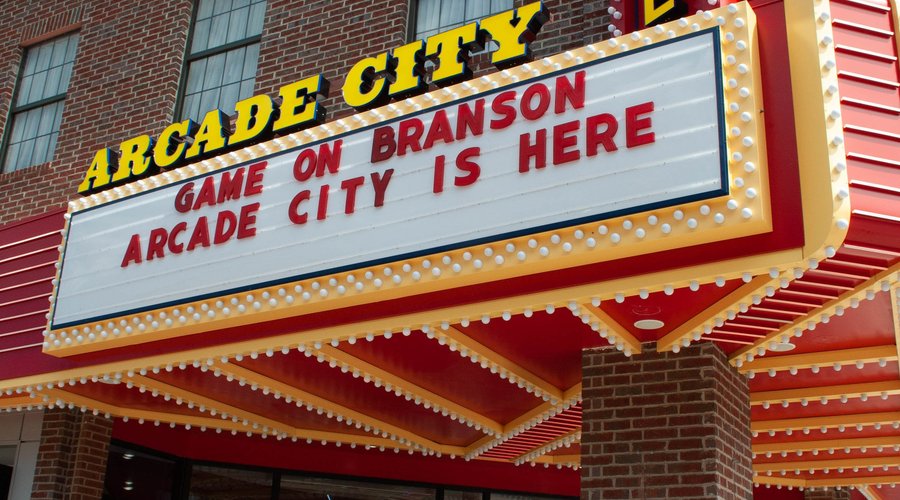 ARCADE CITY
GAME ON BRANSON
ARCADE CITY IS HERE